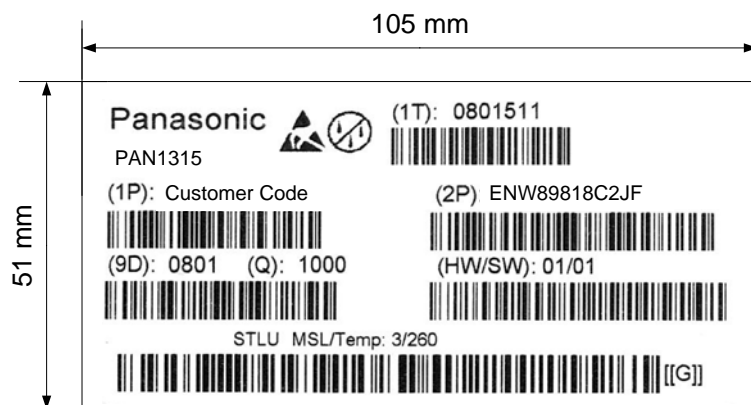 105 mm
51 mm
Panasonic
(1T): 0801511
PAN1315
(1P): Customer Code
(2P) ENW89818C2JF
(9D): 0801 (Q): 1000
(HW/SW): 01/01
STLU MSL/Temp: 3/260
[[G]]